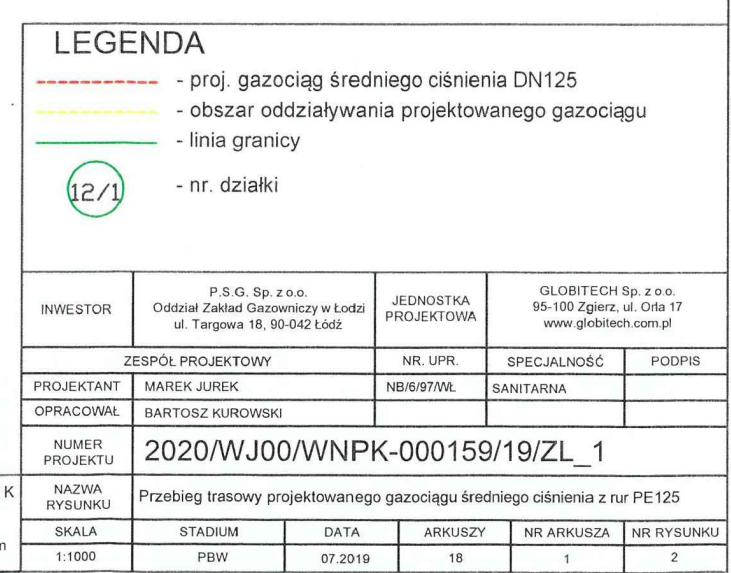 LEGENDA
- proj. gazociąg średniego ciśnienia DN125
- obszar oddziaływania projektowanego gazociągu
- linia granicy
12/1 - nr. działki
INWESTOR
P.S.G. Sp. z o.o.
Oddział Zakład Gazowniczy w Łodzi
ul. Targowa 18, 90-042 Łódź
JEDNOSTKA
PROJEKTOWA
GLOBITECH Sp. z o.o.
95-100 Zgierz, ul. Orla 17
www.globitech.com.pl
ZESPÓŁ PROJEKTOWY NR. UPR. SPECJALNOŚĆ PODPIS
PROJEKTANT MAREK JUREK NB/6/97/WŁ SANITARNA
OPRACOWAŁ BARTOSZ KUROWSKI
NUMER
PROJEKTU
2020/WJ00/WNPK-000159/19/ZL_1
K
NAZWA
RYSUNKU
Przebieg trasowy projektowanego gazociągu średniego ciśnienia z rur PE125
SKALA STADIUM DATA ARKUSZY NR ARKUSZA NR RYSUNKU
m
1:1000 PBW 07.2019 18 1 2